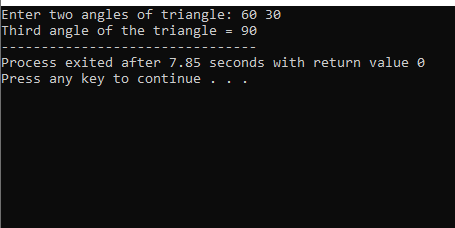 Enter two angles of triangle: 60 30
Third angle of the triangle = 90
--------------------------------
Process exited after 7.85 seconds with return value 0
Press any key to continue . . .